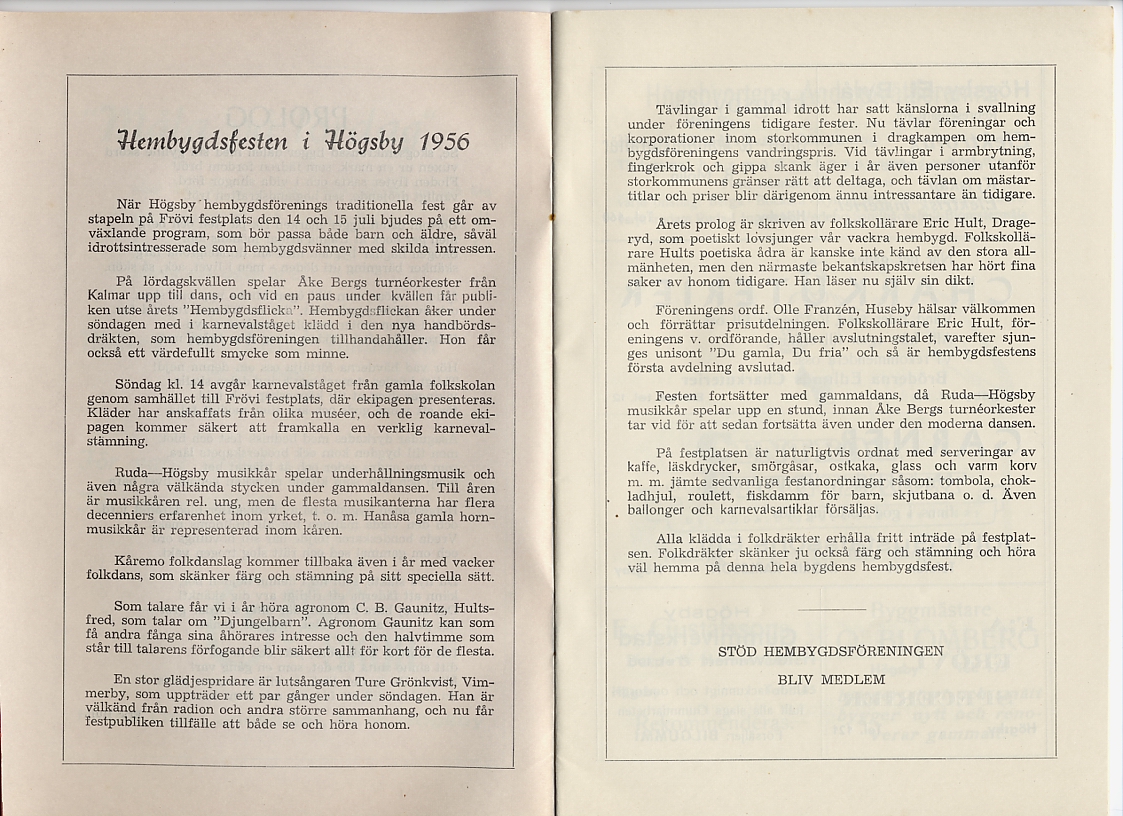 Hembygdsfesten i Högsby 1956
När Högsby hembygdsförenings traditionella fest går av
stapeln på Frövi festplats den 14 och 15 juli bjudes på ett om-
växlande program, som bör passa både barn och äldre, såväl
idrottsintresserade som hembygdsvänner med skilda intressen.
På lördagskvällen spelar Åke Bergs turnéorkester från
Kalmar upp till dans, och vid en paus under kvällen får publi-
ken utse årets "Hembygdsflicka". Hembygdsflickan åker under
söndagen med i karnevalståget klädd i den nya handbörds-
dräkten, som hembygdsföreningen tillhandahåller. Hon får
också ett värdefullt smycke som minne.
Söndag kl. 14 avgår karnevalståget från gamla folkskolan
genom samhället till Frövi festplats, där ekipagen presenteras.
Kläder har anskaffats från olika muséer, och de roande eki-
pagen kommer säkert att framkalla en verklig karneval-
stämning.
Ruda—Högsby musikkår spelar underhållningsmusik och
även några välkända stycken under gammaldansen. Till åren
är musikkåren rel. ung, men de flesta musikanterna har flera
decenniers erfarenhet inom yrket, t. o. m. Hanåsa gamla horn-
musikkår är representerad inom kåren.
Kåremo folkdanslag kommer tillbaka även i år med vacker
folkdans, som skänker färg och stämning på sitt speciella sätt.
Som talare får vi i år höra agronom C. B. Gaunitz, Hults-
fred, som talar om "Djungelbarn". Agronom Gaunitz kan som
få andra fånga sina åhörares intresse och den halvtimme som
står till talarens förfogande blir säkert allt för kort för de flesta.
En stor glädjespridare är lutsångaren Ture Grönkvist, Vim-
merby, som uppträder ett par gånger under söndagen. Han är
välkänd från radion och andra större sammanhang, och nu får
festpubliken tillfälle att både se och höra honom.
Tävlingar i gammal idrott har satt känslorna i svallning
under föreningens tidigare fester. Nu tävlar föreningar och
korporationer inom storkommunen i dragkampen om hem-
bygdsföreningens vandringspris. Vid tävlingar i armbrytning,
fingerkrok och gippa skank äger i år även personer utanför
storkommunens gränser rätt att deltaga, och tävlan om mästar-
titlar och priser blir därigenom ännu intressantare än tidigare.
Årets prolog är skriven av folkskollärare Eric Hult, Drage-
ryd, som poetiskt lovsjunger vår vackra hembygd. Folkskollä-
rare Hults poetiska ådra är kanske inte känd av den stora all-
mänheten, men den närmaste bekantskapskretsen har hört fina
saker av honom tidigare. Han läser nu själv sin dikt.
Föreningens ordf. Olle Franzén, Huseby hälsar välkommen
och förrättar prisutdelningen. Folkskollärare Eric Hult, för-
eningens v. ordförande, håller avslutningstalet, varefter sjun-
ges unisont "Du gamla, Du fria" och så är hembygdsfestens
första avdelning avslutad.
Festen fortsätter med gammaldans, då Ruda—Högsby
musikkår spelar upp en stund, innan Åke Bergs turnéorkester
tar vid för att sedan fortsätta även under den moderna dansen.
På festplatsen är naturligtvis ordnat med serveringar av
kaffe, läskdrycker, smörgåsar, ostkaka, glass och varm korv
m. m. jämte sedvanliga festanordningar såsom: tombola, chok-
ladhjul, roulett, fiskdamm för barn, skjutbana o. d. Även
ballonger och karnevalsartiklar försäljas.
Alla klädda i folkdräkter erhålla fritt inträde på festplat-
sen. Folkdräkter skänker ju också färg och stämning och höra
väl hemma på denna hela bygdens hembygdsfest.
STÖD HEMBYGDSFÖRENINGEN
BLIV MEDLEM